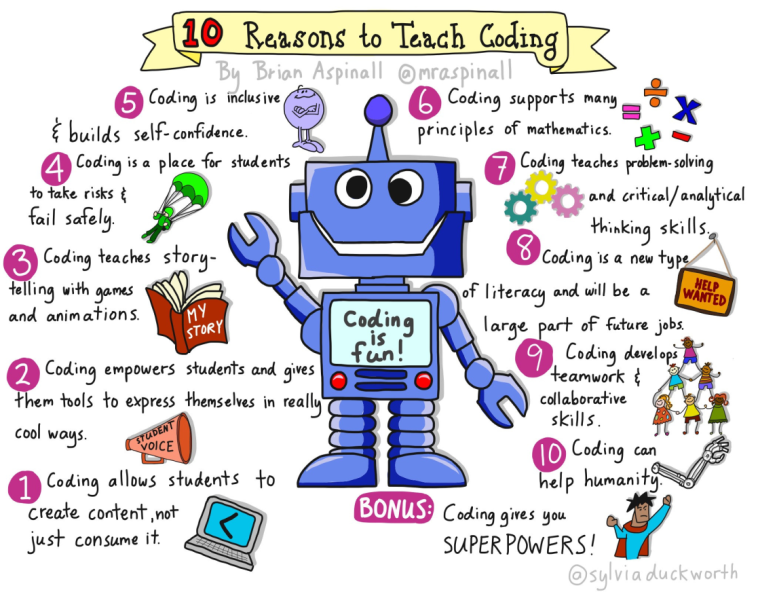 10 Reasons to Teach Coding
By Brian Aspinall @mraspinall
5 Coding is inclusive
& builds self-confidence.
4 Coding is a place for students
to take risks &
fail safely.
3 Coding teaches story-
telling with games
and animations.
MY
STORY
2 Coding empowers students and gives
them tools to express themselves in really
cool ways.
STUDENT
VOICE
1 Coding allows students to
create content, not
just consume it.
<
Coding
is
fun!
6 Coding supports many
principles of mathematics.
÷
=
x
+
-
7 Coding teaches problem-solving
and critical/analytical
thinking skills.
8 Coding is a new type
of literacy and will be a
large part of future jobs.
HELP
WANTED
9 Coding develops
teamwork &
collaborative
skills.
10 Coding can
help humanity.
BONUS: Coding gives you
SUPERPOWERS!
@sylviaduckworth